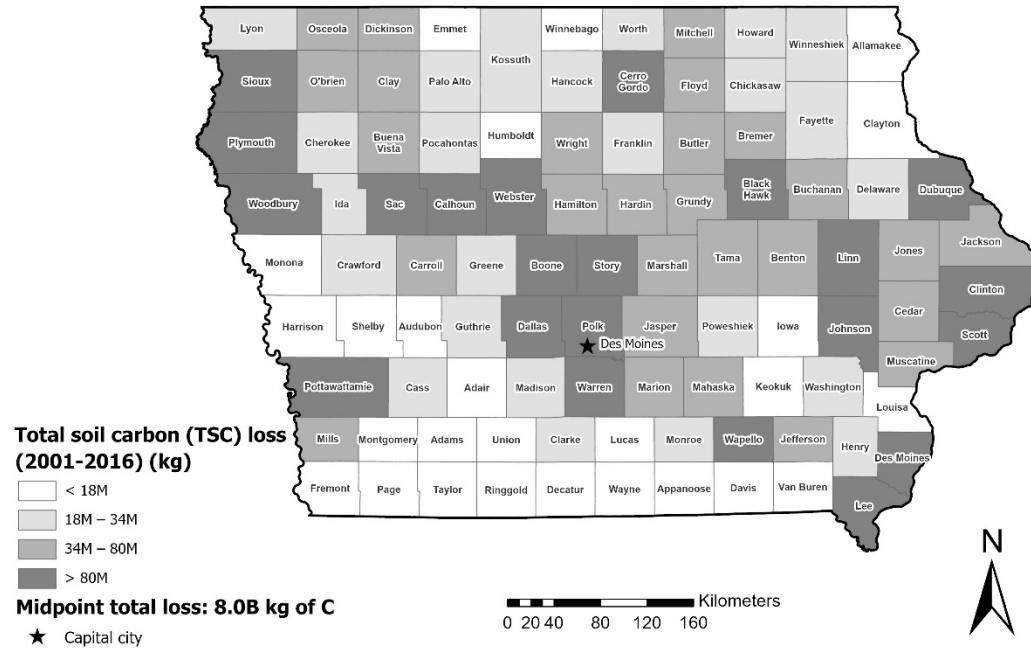 Lyon
Osceola
Dickinson
Emmet
Winnebago
Worth
Mitchell
Howard
Winneshiek
Allamakee
Kossuth
Sioux
O'brien
Clay
Palo Alto
Hancock
Cerro
Gordo
Floyd
Chickasaw
Fayette
Clayton
Plymouth
Cherokee
Buena
Vista
Pocahontas
Humboldt
Wright
Franklin
Butler
Bremer
Woodbury
Ida
Sac
Calhoun
Webster
Hamilton
Hardin
Grundy
Black
Hawk
Buchanan
Delaware
Dubuque
Monona
Crawford
Carroll
Greene
Boone
Story
Marshall
Tama
Benton
Linn
Jones
Jackson
Clinton
Harrison
Shelby
Audubon
Guthrie
Dallas
Polk
Des Moines
Jasper
Poweshiek
Iowa
Johnson
Cedar
Scott
Muscatine
Pottawattamie
Cass
Adair
Madison
Warren
Marion
Mahaska
Keokuk
Washington
Louisa
Mills
Montgomery
Adams
Union
Clarke
Lucas
Monroe
Wapello
Jefferson
Henry
Des Moines
Fremont
Page
Taylor
Ringgold
Decatur
Wayne
Appanoose
Davis
Van Buren
Lee
Total soil carbon (TSC) loss
(2001-2016) (kg)
< 18M
18M – 34M
34M – 80M
> 80M
Midpoint total loss: 8.0B kg of C
Capital city
Kilometers
0 20 40 80 120 160
N